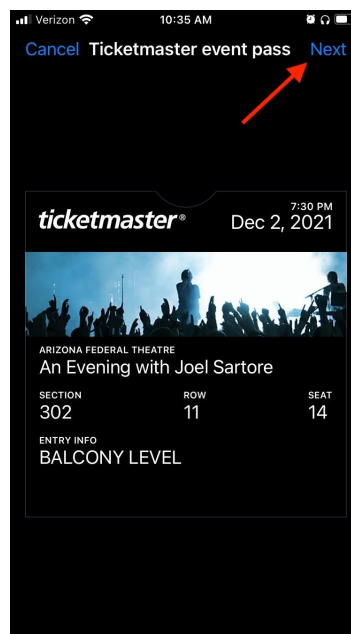 Verizon 10:35 AM
Cancel Ticketmaster event pass Next
7:30 PM
ticketmaster® Dec 2, 2021
ARIZONA FEDERAL THEATRE
An Evening with Joel Sartore
SECTION ROW SEAT
302 11 14
ENTRY INFO
BALCONY LEVEL